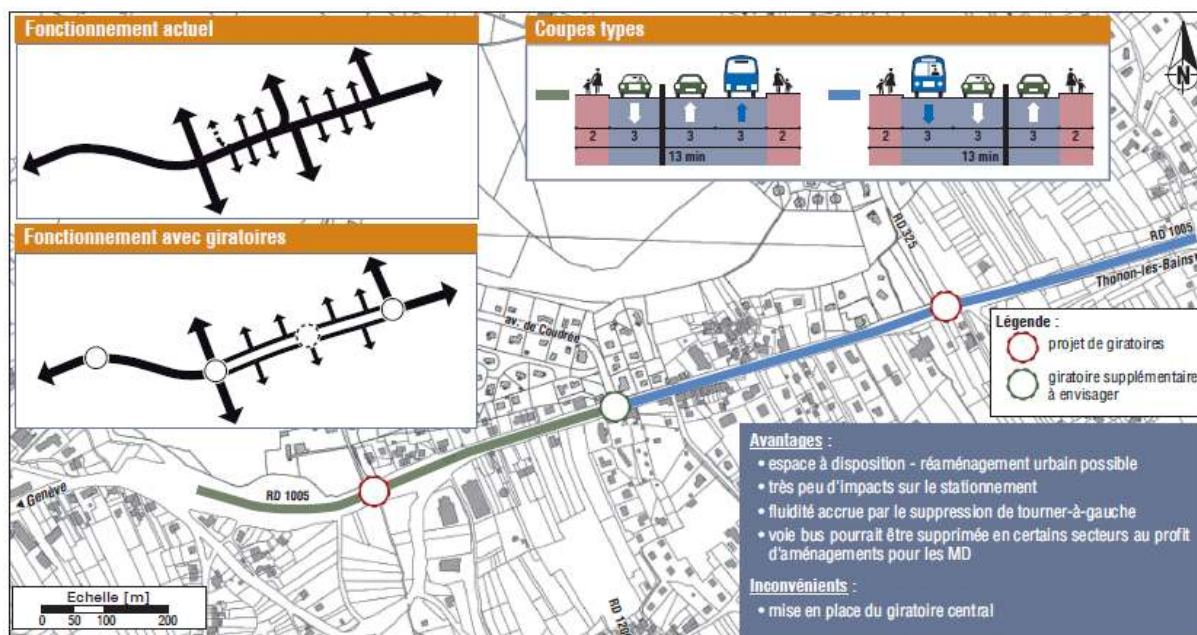 Fonctionnement actuel
Coupes types
2 3 3 3 2
13 min
2 3 3 3 2
13 min
N
Fonctionnement avec giratoires
RD 325
RD 1005
Thonon-les-Bains
av. de Coudrée
Légende :
projet de giratoires
giratoire supplémentaire
à envisager
RD 1005
Genève
Avantages :
• espace à disposition - réaménagement urbain possible
• très peu d'impacts sur le stationnement
• fluidité accrue par le suppression de tourner-à-gauche
• voie bus pourrait être supprimée en certains secteurs au profit
d'aménagements pour les MD
Inconvénients :
• mise en place du giratoire central
Echelle [m]
0 50 100 200